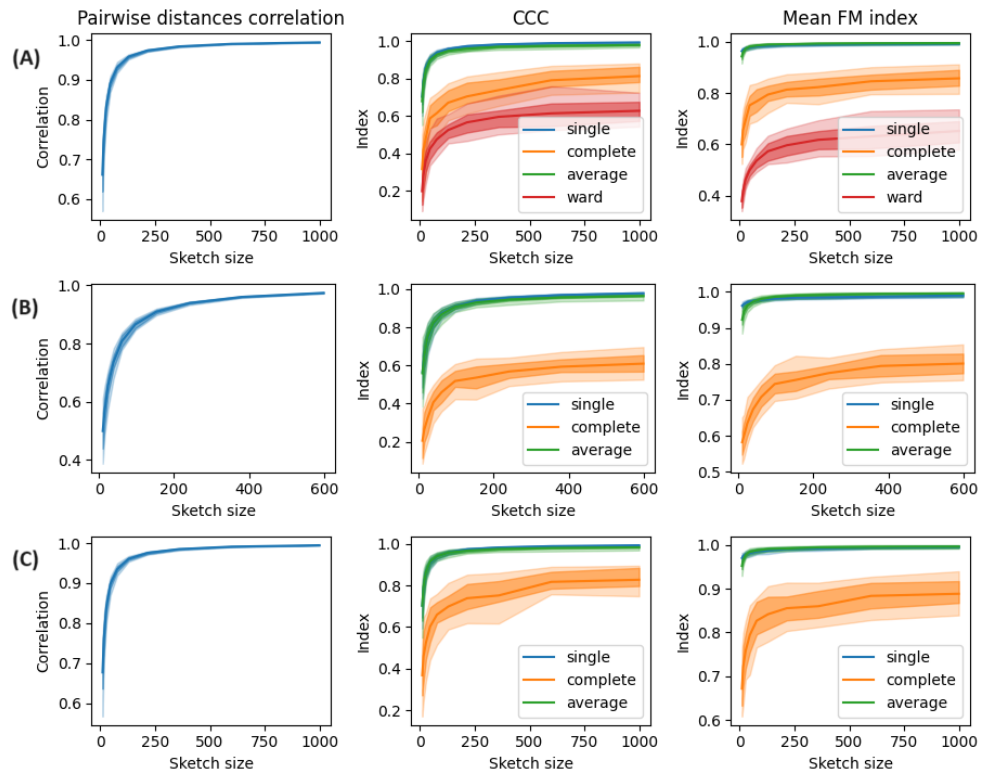 Pairwise distances correlation
CCC
Mean FM index
(A)
Correlation
1.0
0.9
0.8
0.7
0.6
0 250 500 750 1000
Sketch size
Index
1.0
0.8
0.6
0.4
0.2
single
complete
average
ward
0 250 500 750 1000
Sketch size
Index
1.0
0.8
0.6
0.4
single
complete
average
ward
0 250 500 750 1000
Sketch size
(B)
Correlation
1.0
0.8
0.6
0.4
0 200 400 600
Sketch size
Index
1.0
0.8
0.6
0.4
0.2
single
complete
average
0 200 400 600
Sketch size
Index
1.0
0.9
0.8
0.7
0.6
0.5
single
complete
average
0 200 400 600
Sketch size
(C)
Correlation
1.0
0.9
0.8
0.7
0.6
0 250 500 750 1000
Sketch size
Index
1.0
0.8
0.6
0.4
0.2
single
complete
average
0 250 500 750 1000
Sketch size
Index
1.0
0.9
0.8
0.7
0.6
single
complete
average
0 250 500 750 1000
Sketch size